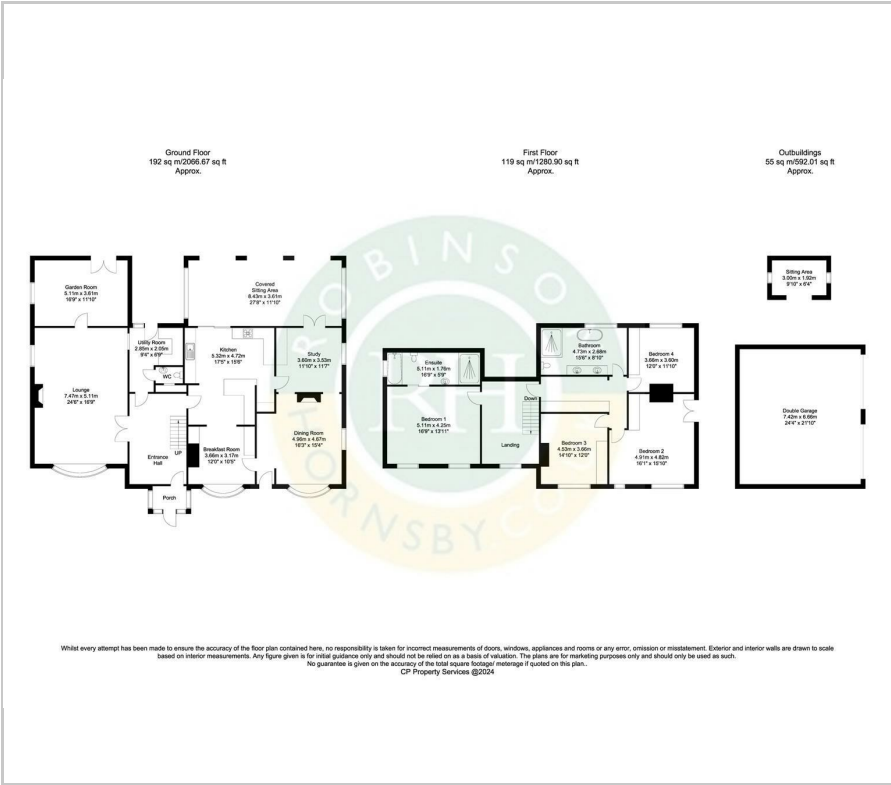 Ground Floor
192 sq m/2066.67 sq ft
Approx.
First Floor
119 sq m/1280.90 sq ft
Approx.
Outbuildings
55 sq m/592.01 sq ft
Approx.
Garden Room
5.11m x 3.61m
16'9" x 11'10"
Covered
Sitting Area
8.43m x 3.61m
27'8" x 11'10"
Utility Room
2.85m x 2.05m
9'4" x 6'9"
WC
Kitchen
5.32m x 4.72m
17'5" x 15'6"
Study
3.60m x 3.53m
11'10" x 11'7"
Lounge
7.47m x 5.11m
24'6" x 16'9"
Entrance
Hall
UP
Breakfast Room
3.66m x 3.17m
12'0" x 10'5"
Dining Room
4.96m x 4.67m
16'3" x 15'4"
Porch
Ensuite
5.11m x 1.76m
16'9" x 5'9"
Bathroom
4.73m x 2.68m
15'6" x 8'10"
Bedroom 4
3.66m x 3.60m
12'0" x 11'10"
Bedroom 1
5.11m x 4.25m
16'9" x 13'11"
Down
Landing
Bedroom 3
4.53m x 3.66m
14'10" x 12'0"
Bedroom 2
4.91m x 4.82m
16'1" x 15'10"
Sitting Area
3.00m x 1.92m
9'10" x 6'4"
Double Garage
7.42m x 6.66m
24'4" x 21'10"
ROBINSO
RH
HORNSBY.CO
Whilst every attempt has been made to ensure the accuracy of the floor plan contained here, no responsibility is taken for incorrect measurements of doors, windows, appliances and rooms or any error, omission or misstatement. Exterior and interior walls are drawn to scale
based on interior measurements. Any figure given is for initial guidance only and should not be relied on as a basis of valuation. The plans are for marketing purposes only and should only be used as such.
No guarantee is given on the accuracy of the total square footage/ meterage if quoted on this plan..
CP Property Services @2024